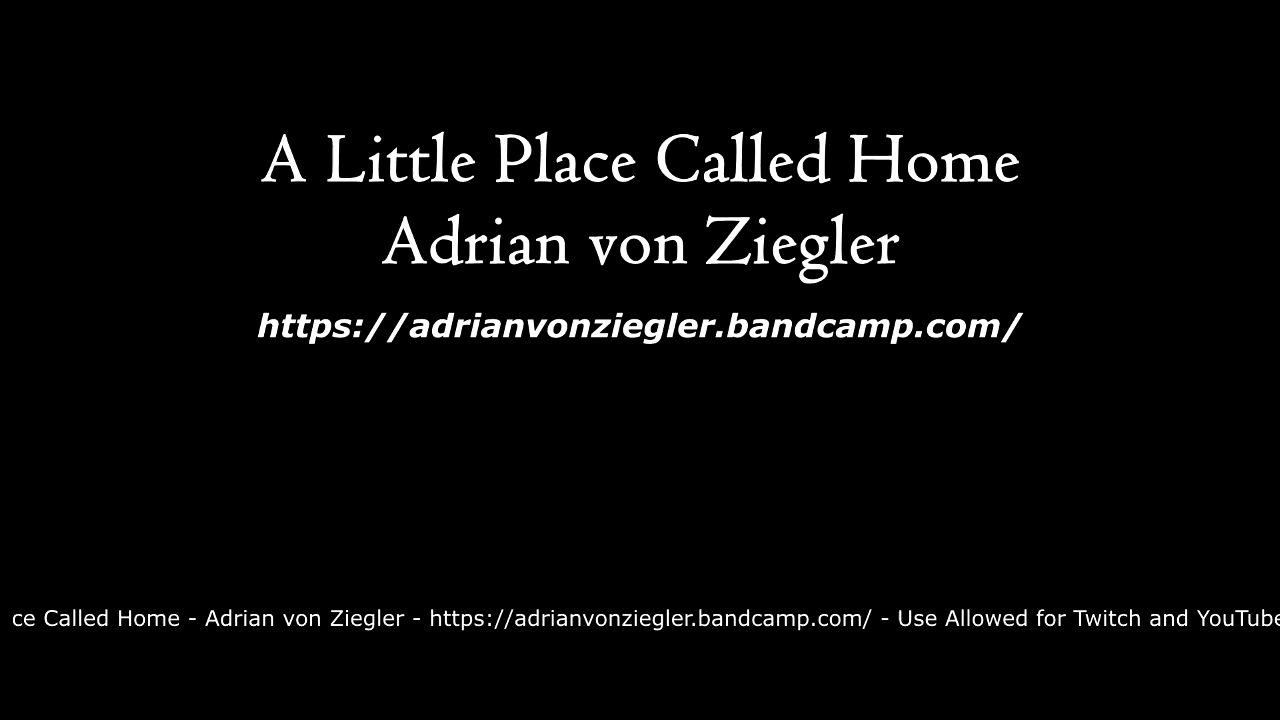 A Little Place Called Home
Adrian von Ziegler
https://adrianvonziegler.bandcamp.com/
ce Called Home - Adrian von Ziegler - https://adrianvonziegler.bandcamp.com/ - Use Allowed for Twitch and YouTube